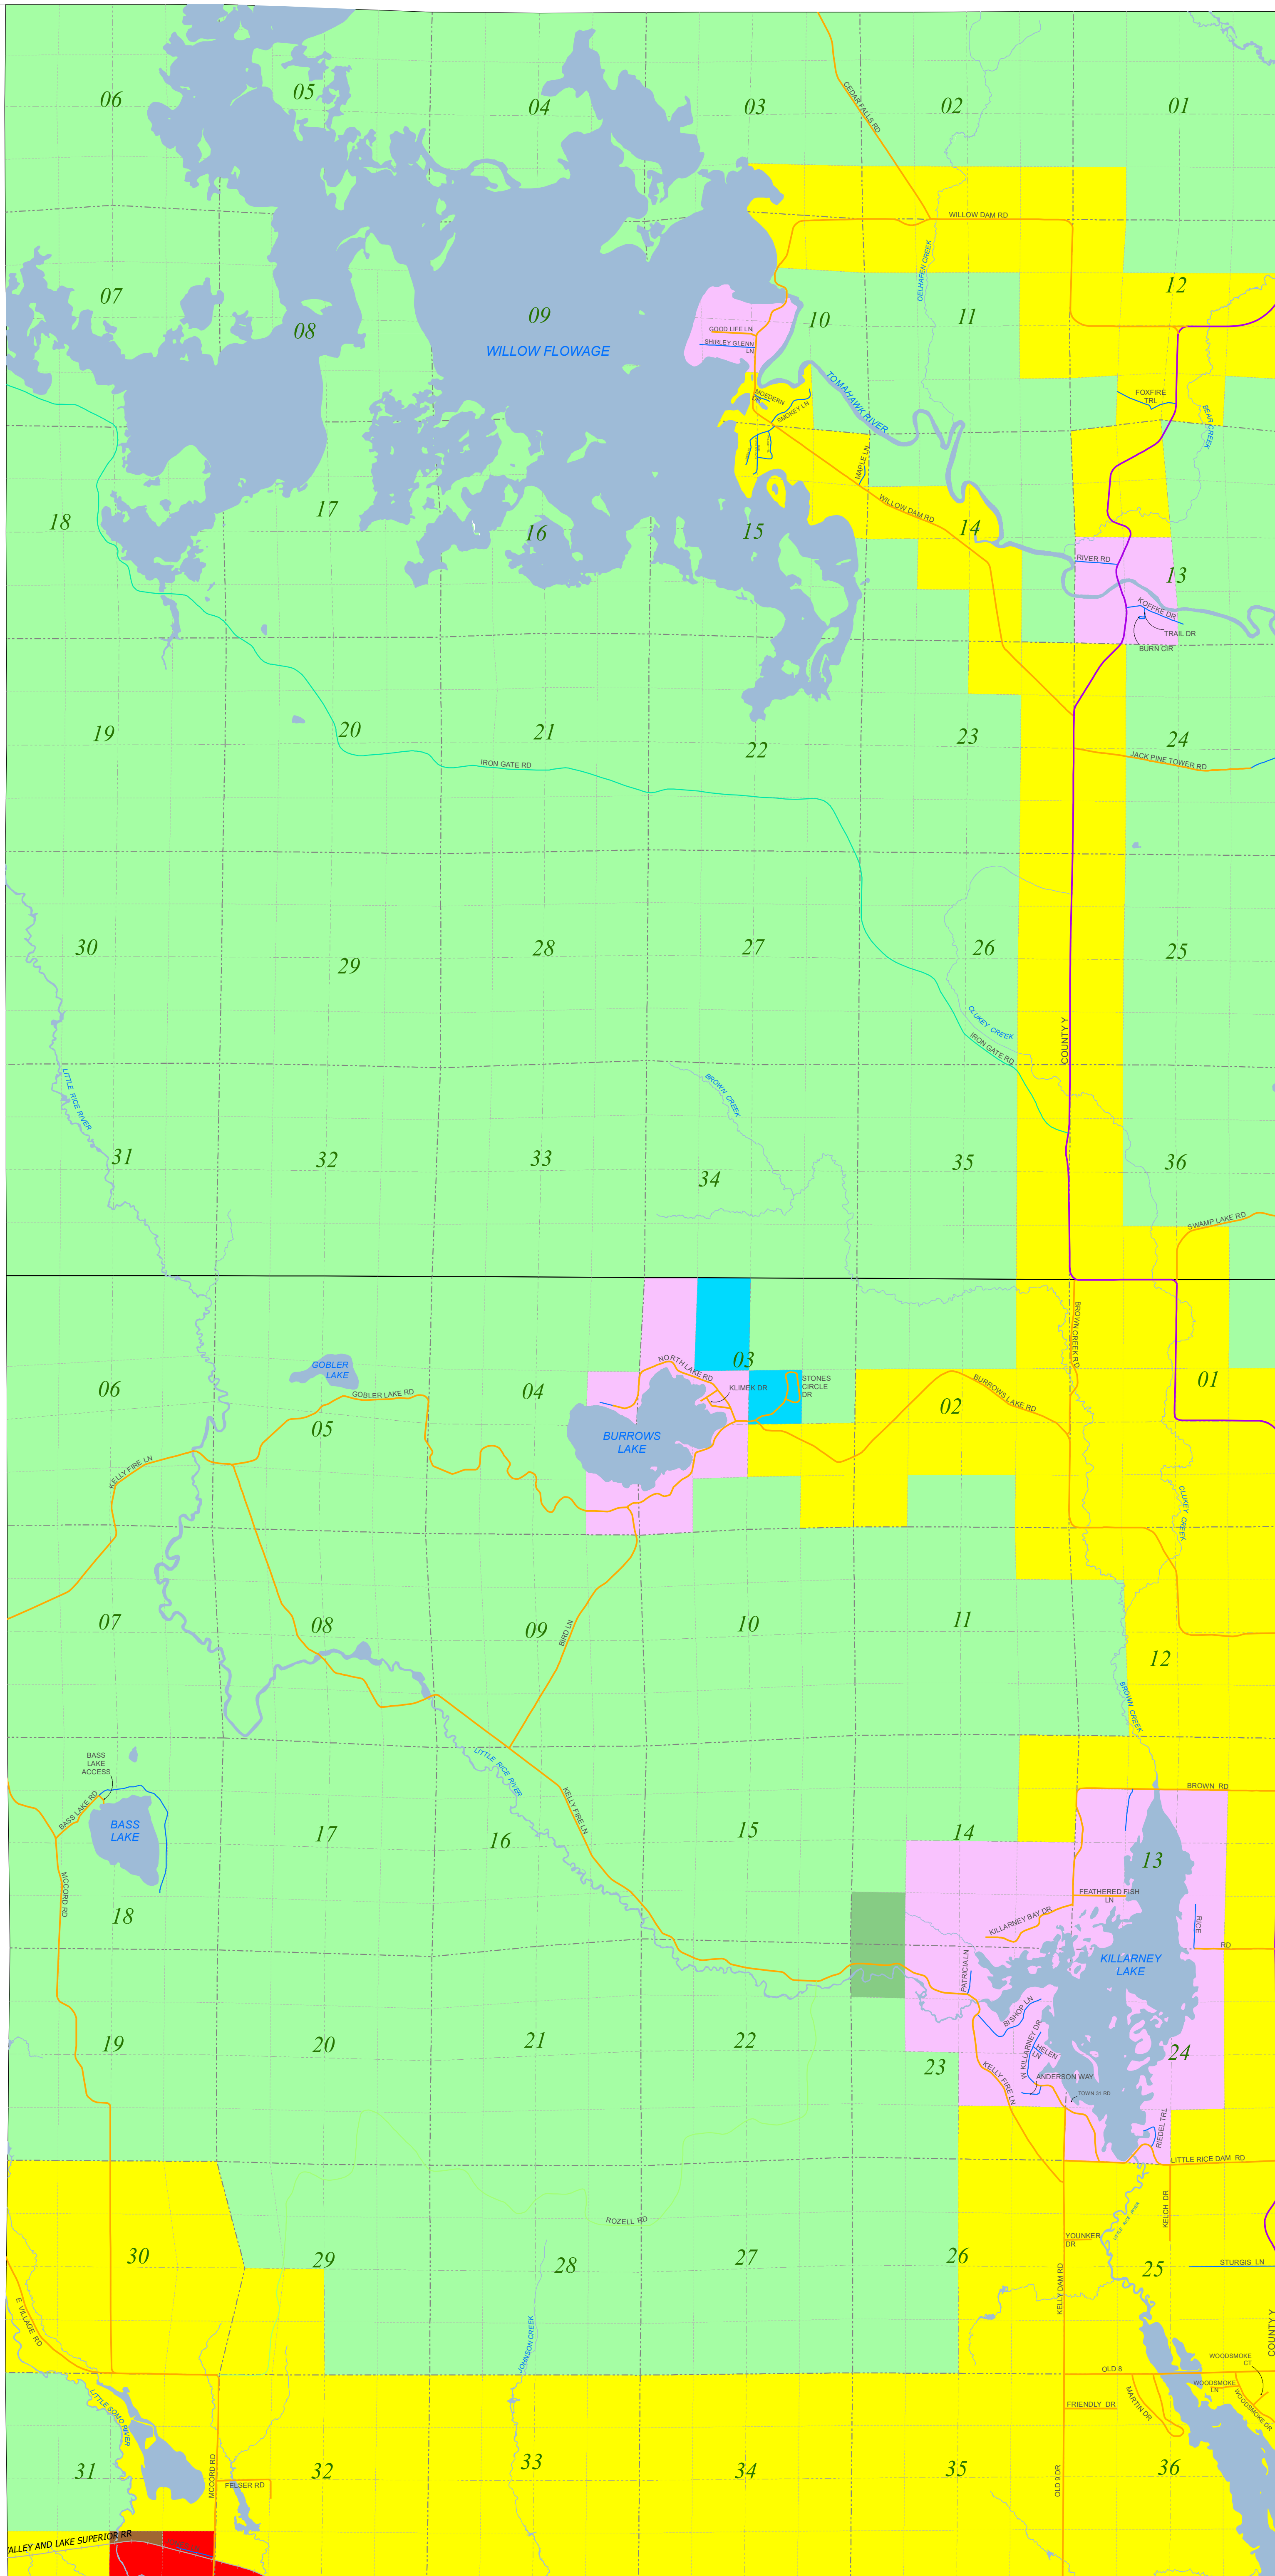 06
05
04
03
02
01
CEDAR FALLS RD
WILLOW DAM RD
DELHAFEN CREEK
07
08
09
10
11
12
WILLOW FLOWAGE
GOOD LIFE LN
SHIRLEY GLENN
LN
TOMAHAWK RIVER
MOEDERN
DR
SMOKEY LN
FOXFIRE
TRL
BEAR CREEK
MAPLE LN
WILLOW DAM RD
18
17
16
15
14
13
RIVER RD
KOFFKE DR
TRAIL DR
BURN CIR
19
20
21
22
23
24
IRON GATE RD
JACK PINE TOWER RD
30
29
28
27
26
25
CLUKEY CREEK
IRON GATE RD
COUNTY Y
LITTLE RICE RIVER
BROWN CREEK
31
32
33
34
35
36
SWAMP LAKE RD
BROWN CREEK RD
06
GOBLER
LAKE
GOBLER LAKE RD
05
04
03
NORTH LAKE RD
KLIMEK DR
STONES
CIRCLE
DR
BURROWS
LAKE
BURROWS LAKE RD
02
01
KELLY FIRE LN
CLUKEY CREEK
07
08
09
BIRD LN
10
11
12
BROWN CREEK
BASS
LAKE
ACCESS
BASS LAKE RD
BASS
LAKE
LITTLE RICE RIVER
KELLY FIRE LN
BROWN RD
MCCORD RD
18
17
16
15
14
13
FEATHERED FISH
LN
KILLARNEY BAY DR
RICE
RD
KILLARNEY
LAKE
PATRICIA LN
BISHOP LN
W KILLARNEY DR
HELEN
LN
ANDERSON WAY
TOWN 31 RD
KELLY FIRE LN
RIEDEL TRL
19
20
21
22
23
24
LITTLE RICE DAM RD
ROZELL RD
KELCH DR
LITTLE RICE RIVER
YOUNKER
DR
30
29
28
27
26
25
STURGIS LN
E VILLAGE RD
JOHNSON CREEK
KELLY DAM RD
COUNTY Y
OLD 8
WOODSMOKE
CT
WOODSMOKE
LN
WOODSMOKE DR
MARTIN DR
FRIENDLY DR
LITTLE SOMO RIVER
MCCORD RD
FELSER RD
OLD 9 DR
31
32
33
34
35
36
VALLEY AND LAKE SUPERIOR RR